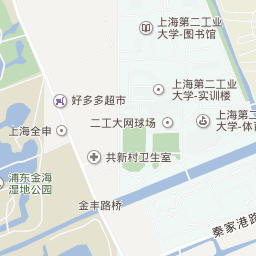 上海第二工业
大学-图书馆
上海第二工业
大学-实训楼
好多多超市
上海第二工
大学-体育
二工大网球场
上海全申
共新村卫生室
浦东金海
湿地公园
金丰路桥
秦家港路